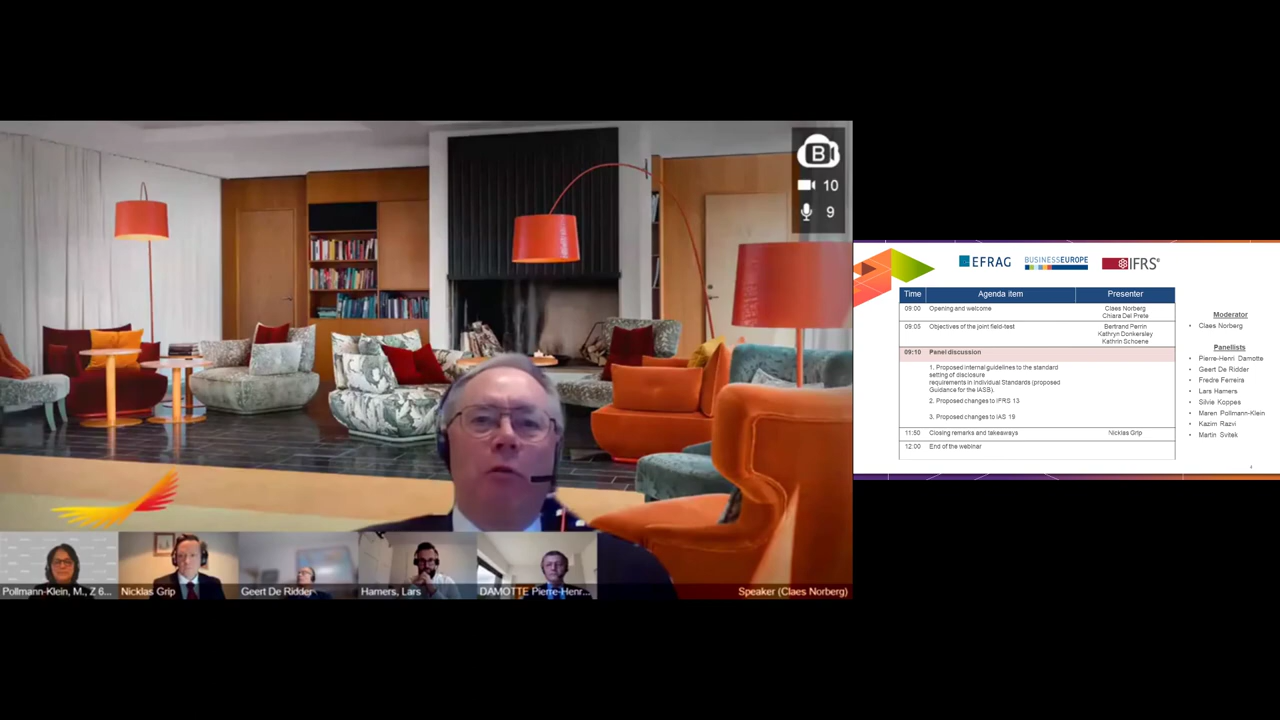 B
10
9
Pollmann-Klein, M., Z 6...
Nicklas Grip
Geert De Ridder
Hamers, Lars
DAMOTTE Pierre-Henr...
Speaker (Claes Norberg)
EFRAG
BUSINESSEUROPE
IFRS®
Time Agenda item Presenter
09:00 Opening and welcome Claes Norberg
Chiara Del Prete
09:05 Objectives of the joint field-test Bertrand Perrin
Kathryn Donkersley
Kathrin Schoene
09:10 Panel discussion
1. Proposed internal guidelines to the standard
setting of disclosure
requirements in individual Standards (proposed
Guidance for the IASB).
2. Proposed changes to IFRS 13
3. Proposed changes to IAS 19
11:50 Closing remarks and takeaways Nicklas Grip
12:00 End of the webinar
Moderator
• Claes Norberg
Panellists
• Pierre-Henri Damotte
• Geert De Ridder
• Fredre Ferreira
• Lars Hamers
• Silvie Koppes
• Maren Pollmann-Klein
• Kazim Razvi
• Martin Svitek